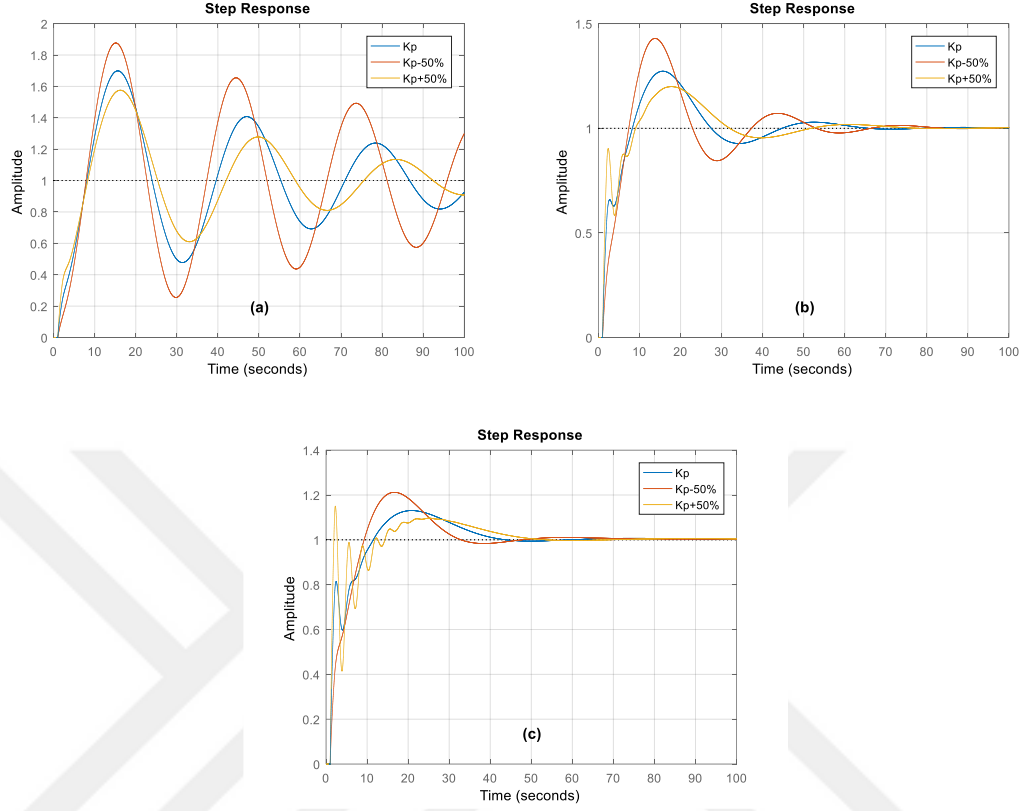 Step Response
2
1.8
1.6
1.4
1.2
1
0.8
0.6
0.4
0.2
0
Amplitude
Kp
Kp-50%
Kp+50%
(a)
0 10 20 30 40 50 60 70 80 90 100
Time (seconds)
Step Response
1.5
1
0.5
0
Amplitude
Kp
Kp-50%
Kp+50%
(b)
0 10 20 30 40 50 60 70 80 90 100
Time (seconds)
Step Response
1.4
1.2
1
0.8
0.6
0.4
0.2
0
Amplitude
Kp
Kp-50%
Kp+50%
(c)
0 10 20 30 40 50 60 70 80 90 100
Time (seconds)